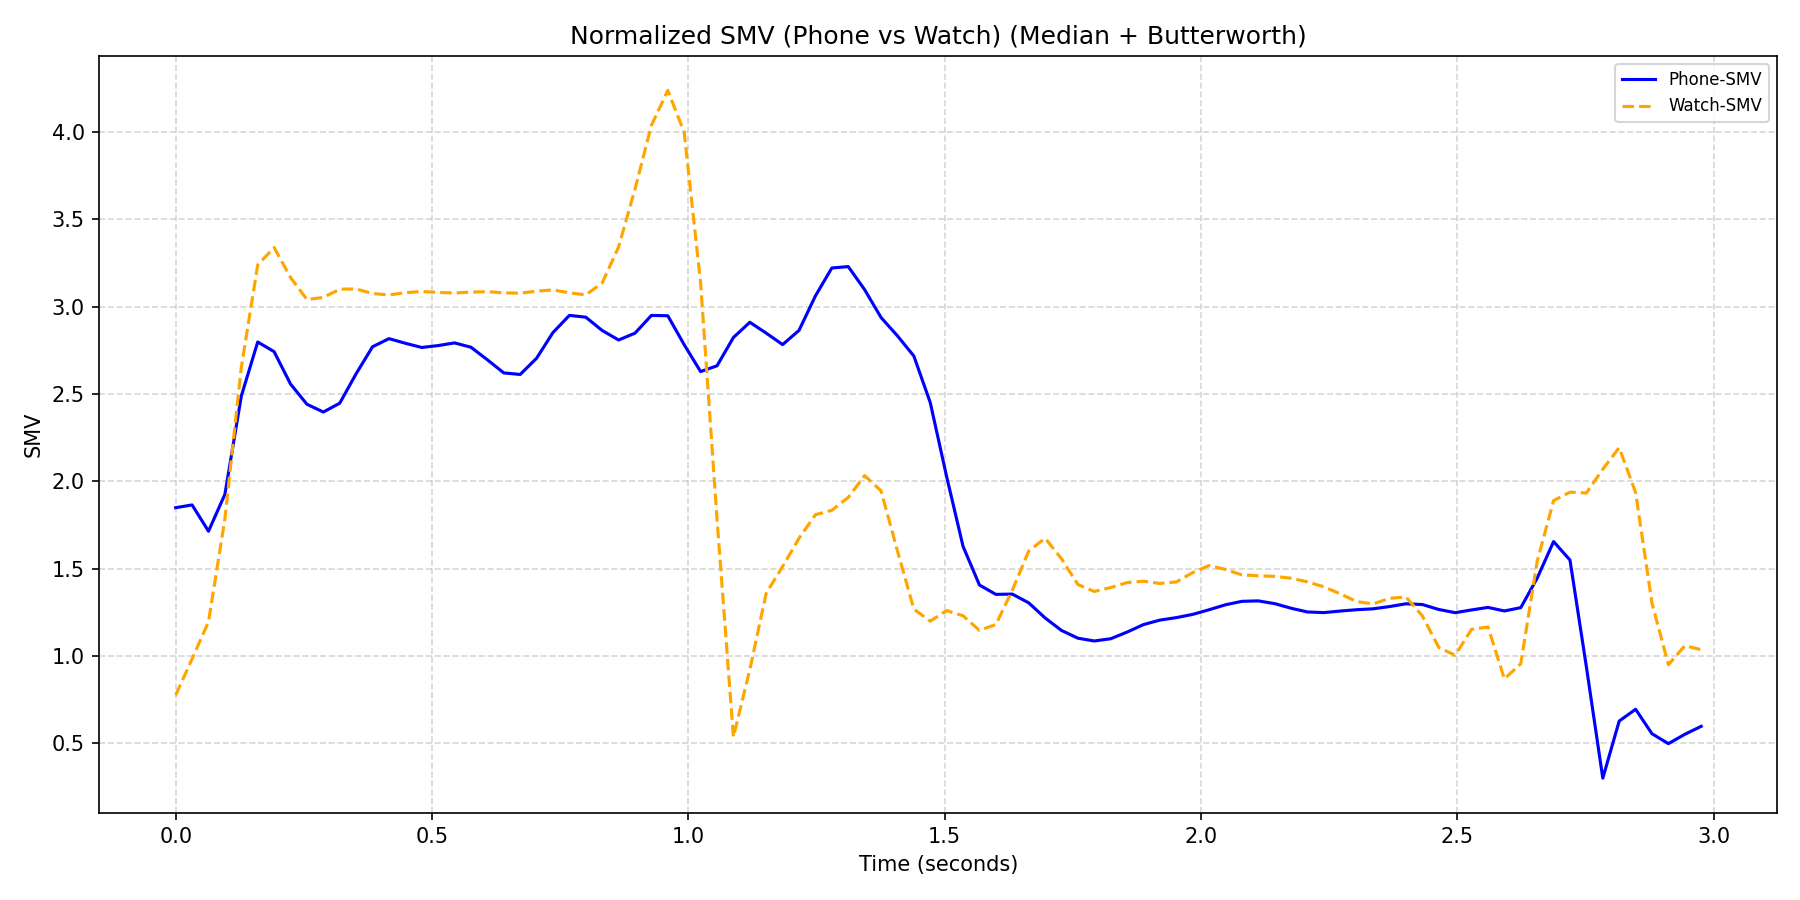 Normalized SMV (Phone vs Watch) (Median + Butterworth)
Phone-SMV
Watch-SMV
SMV
4.0
3.5
3.0
2.5
2.0
1.5
1.0
0.5
0.0 0.5 1.0 1.5 2.0 2.5 3.0
Time (seconds)